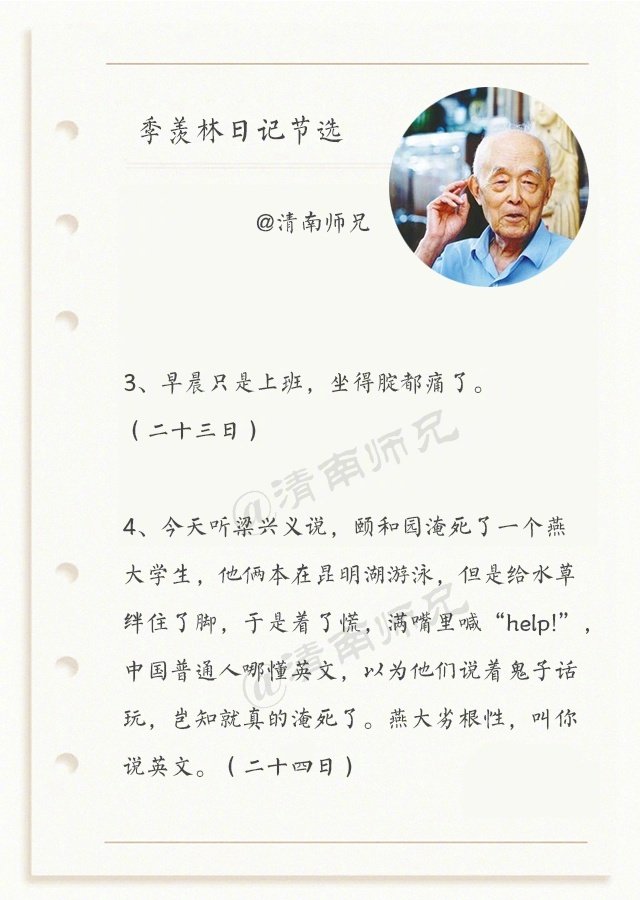 季羡林日记节选
@清南师兄
3、早晨只是上班，坐得腚都痛了。
（二十三日）
@清南师兄
4、今天听梁兴义说，颐和园淹死了一个燕
大学生，他俩本在昆明湖游泳，但是给水草
绊住了脚，于是着了慌，满嘴里喊“help!”，
中国普通人哪懂英文，以为他们说着鬼子话
玩，岂知就真的淹死了。燕大劣根性，叫你
说英文。（二十四日）
@清南师兄